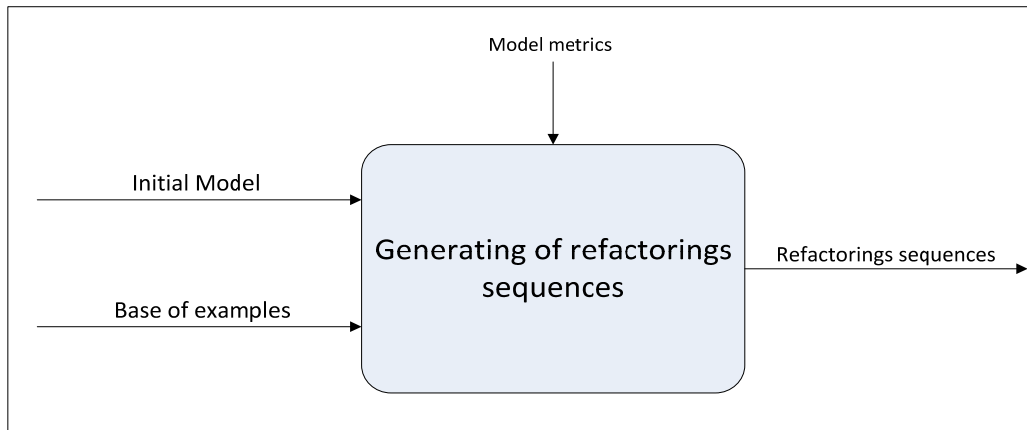 Model metrics
Initial Model
Generating of refactorings
sequences
Refactorings sequences
Base of examples